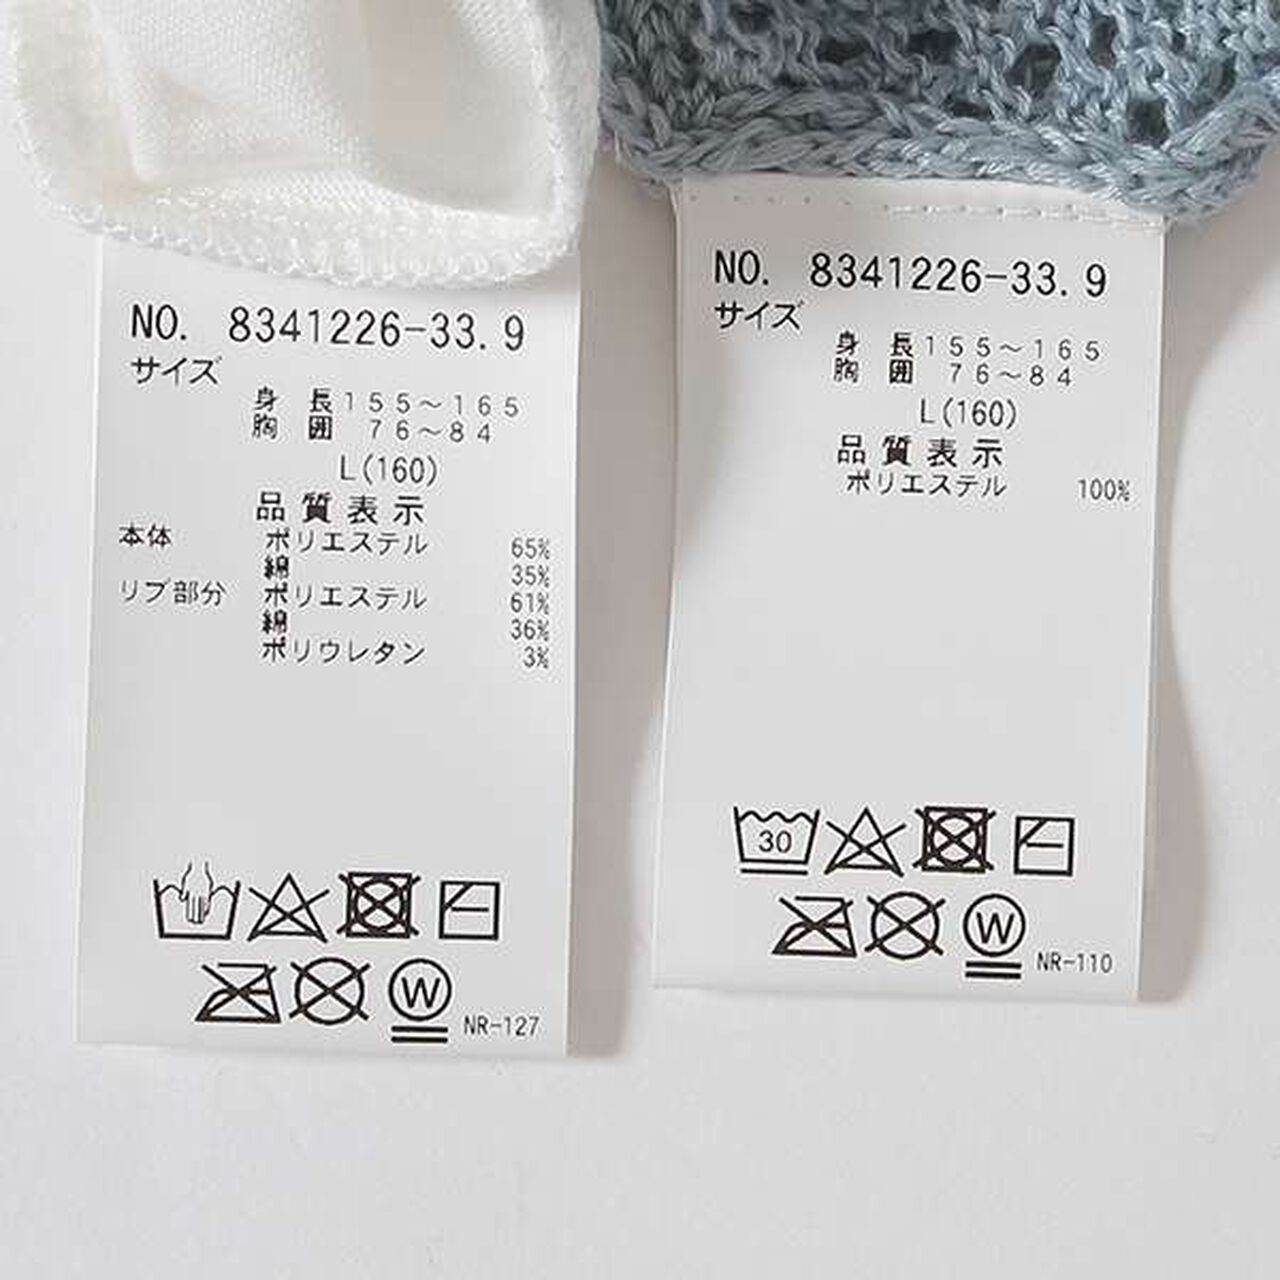 NO. 8341226-33.9
サイズ
身 長 155～165
胸 囲 76～84
L(160)
品質表示
本体 ポリエステル 65%
綿 35%
リブ部分 ポリエステル 61%
綿 36%
ポリウレタン 3%
NR-127
NO. 8341226-33.9
サイズ
身 長 155～165
胸 囲 76～84
L(160)
品質表示
ポリエステル 100%
30
W
NR-110